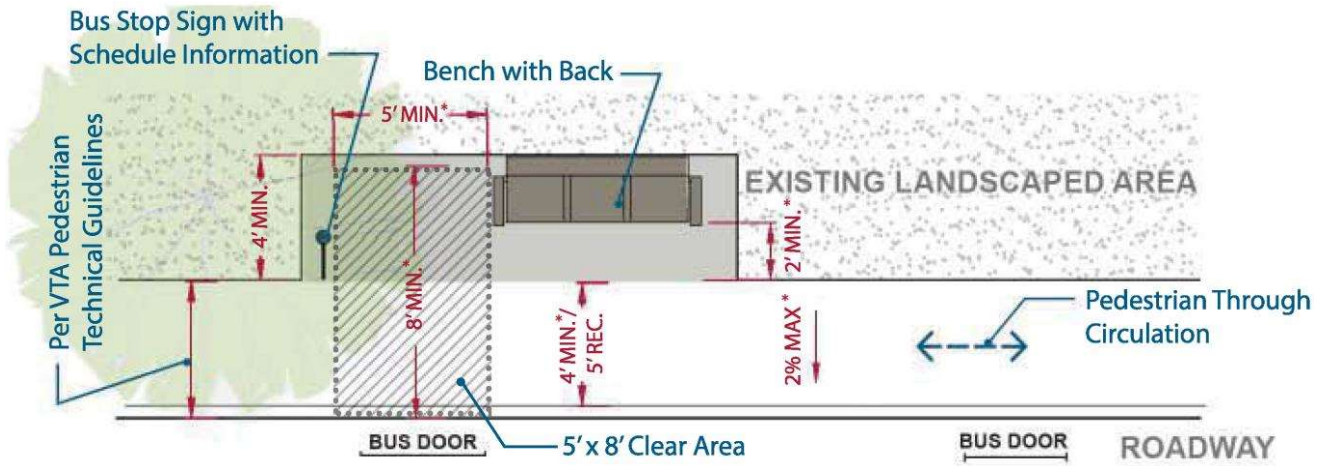 Bus Stop Sign with
Schedule Information
Bench with Back
5' MIN.*
Per VTA Pedestrian
Technical Guidelines
4' MIN.
8' MIN.*
EXISTING LANDSCAPED AREA
2' MIN.*
4' MIN.*/
5' REC.
2% MAX*
Pedestrian Through
Circulation
BUS DOOR
5' x 8' Clear Area
BUS DOOR
ROADWAY